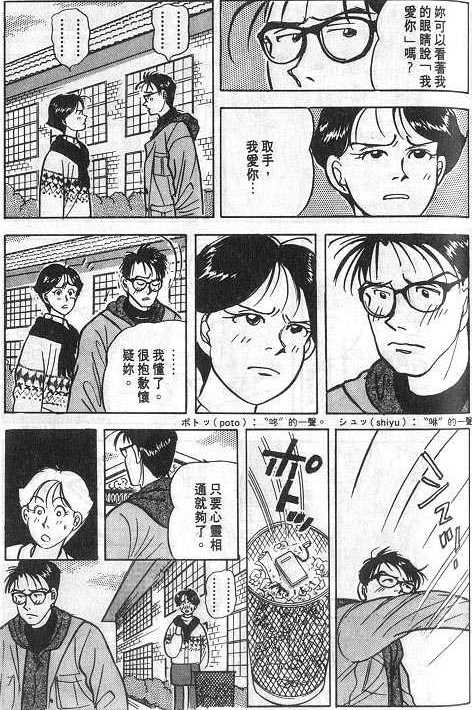 妳可以看著我
的眼睛說「我
愛你」嗎？
取手，
我愛你…
………
………
……
我懂了。
很抱歉懷
疑妳。
ポトッ(poto)：“咚”的一聲。
シュッ(shiyu)：“咻”的一聲
シュッ
ポトッ
只要心靈相
通就夠了。